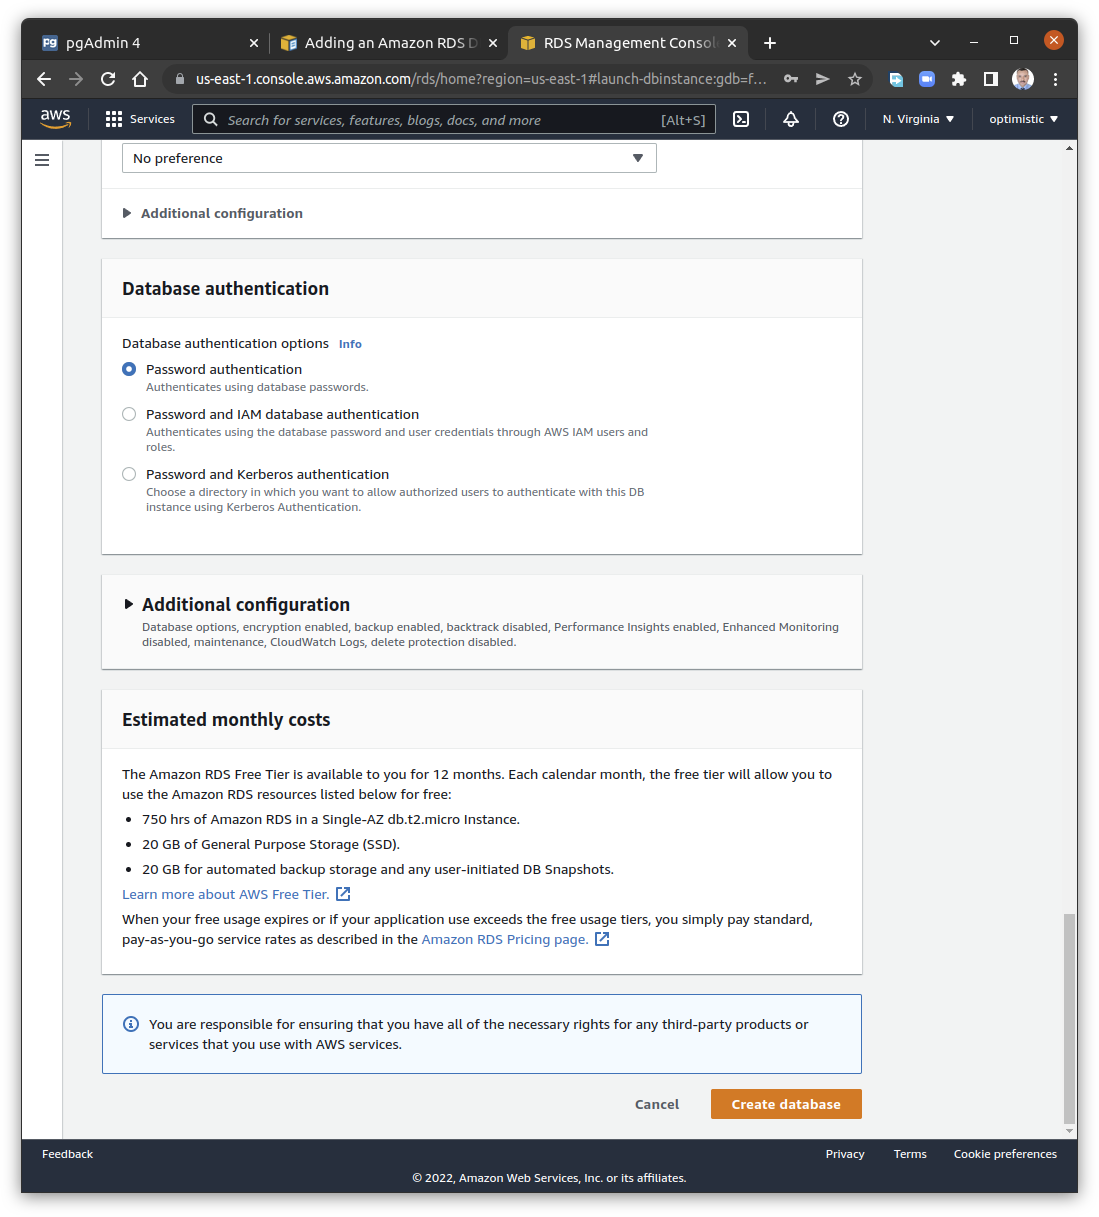 pgAdmin 4
Adding an Amazon RDS D
RDS Management Consol
us-east-1.console.aws.amazon.com/rds/home?region=us-east-1#launch-dbinstance:gdb=f...
aws
Services
Search for services, features, blogs, docs, and more
[Alt+S]
N. Virginia
optimistic
No preference
Additional configuration
Database authentication
Database authentication options Info
Password authentication
Authenticates using database passwords.
Password and IAM database authentication
Authenticates using the database password and user credentials through AWS IAM users and
roles.
Password and Kerberos authentication
Choose a directory in which you want to allow authorized users to authenticate with this DB
instance using Kerberos Authentication.
Additional configuration
Database options, encryption enabled, backup enabled, backtrack disabled, Performance Insights enabled, Enhanced Monitoring
disabled, maintenance, CloudWatch Logs, delete protection disabled.
Estimated monthly costs
The Amazon RDS Free Tier is available to you for 12 months. Each calendar month, the free tier will allow you to
use the Amazon RDS resources listed below for free:
• 750 hrs of Amazon RDS in a Single-AZ db.t2.micro Instance.
• 20 GB of General Purpose Storage (SSD).
• 20 GB for automated backup storage and any user-initiated DB Snapshots.
Learn more about AWS Free Tier.
When your free usage expires or if your application use exceeds the free usage tiers, you simply pay standard,
pay-as-you-go service rates as described in the Amazon RDS Pricing page.
You are responsible for ensuring that you have all of the necessary rights for any third-party products or
services that you use with AWS services.
Cancel
Create database
Feedback
Privacy
Terms
Cookie preferences
© 2022, Amazon Web Services, Inc. or its affiliates.